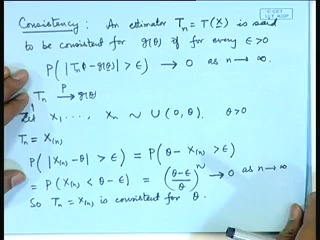 Consistency : An estimator Tₙ = T(X) is said
to be consistent for g(θ) if for every ε > 0
P( |Tₙ - g(θ)| > ε ) → 0 as n → ∞.
Tₙ →ᴾ g(θ)
Let X₁, ... Xₙ ~ U(0, θ). θ > 0
Tₙ = X₍ₙ₎
P( |X₍ₙ₎ - θ| > ε ) = P( θ - X₍ₙ₎ > ε )
= P( X₍ₙ₎ < θ - ε ) = ((θ-ε)/θ)ⁿ → 0 as n → ∞
So Tₙ = X₍ₙ₎ is consistent for θ.